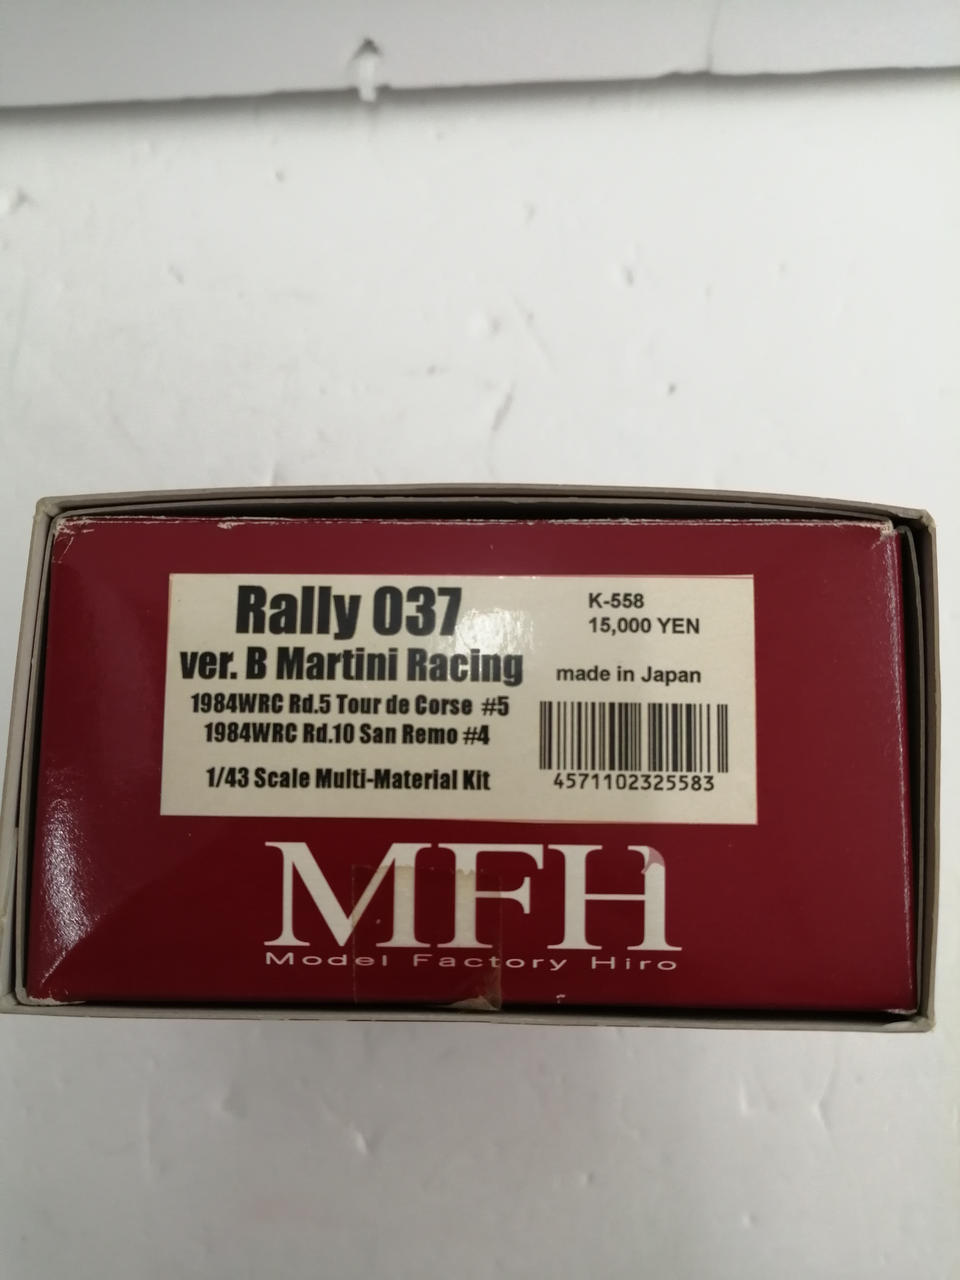 Rally 037
ver. B Martini Racing
1984WRC Rd.5 Tour de Corse #5
1984WRC Rd.10 San Remo #4
1/43 Scale Multi-Material Kit
K-558
15,000 YEN
made in Japan
4571102325583
MFH
Model Factory Hiro